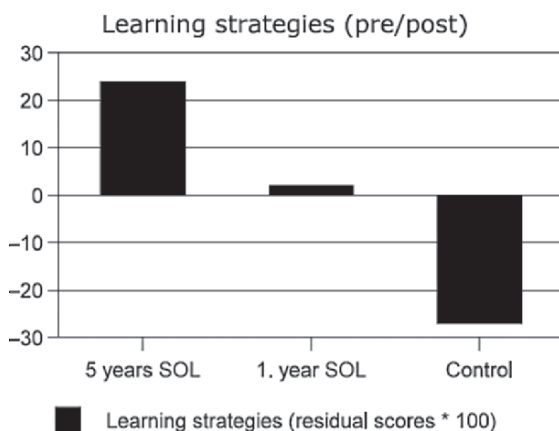 Learning strategies (pre/post)
30
20
10
0
–10
–20
–30
5 years SOL 1. year SOL Control
Learning strategies (residual scores * 100)